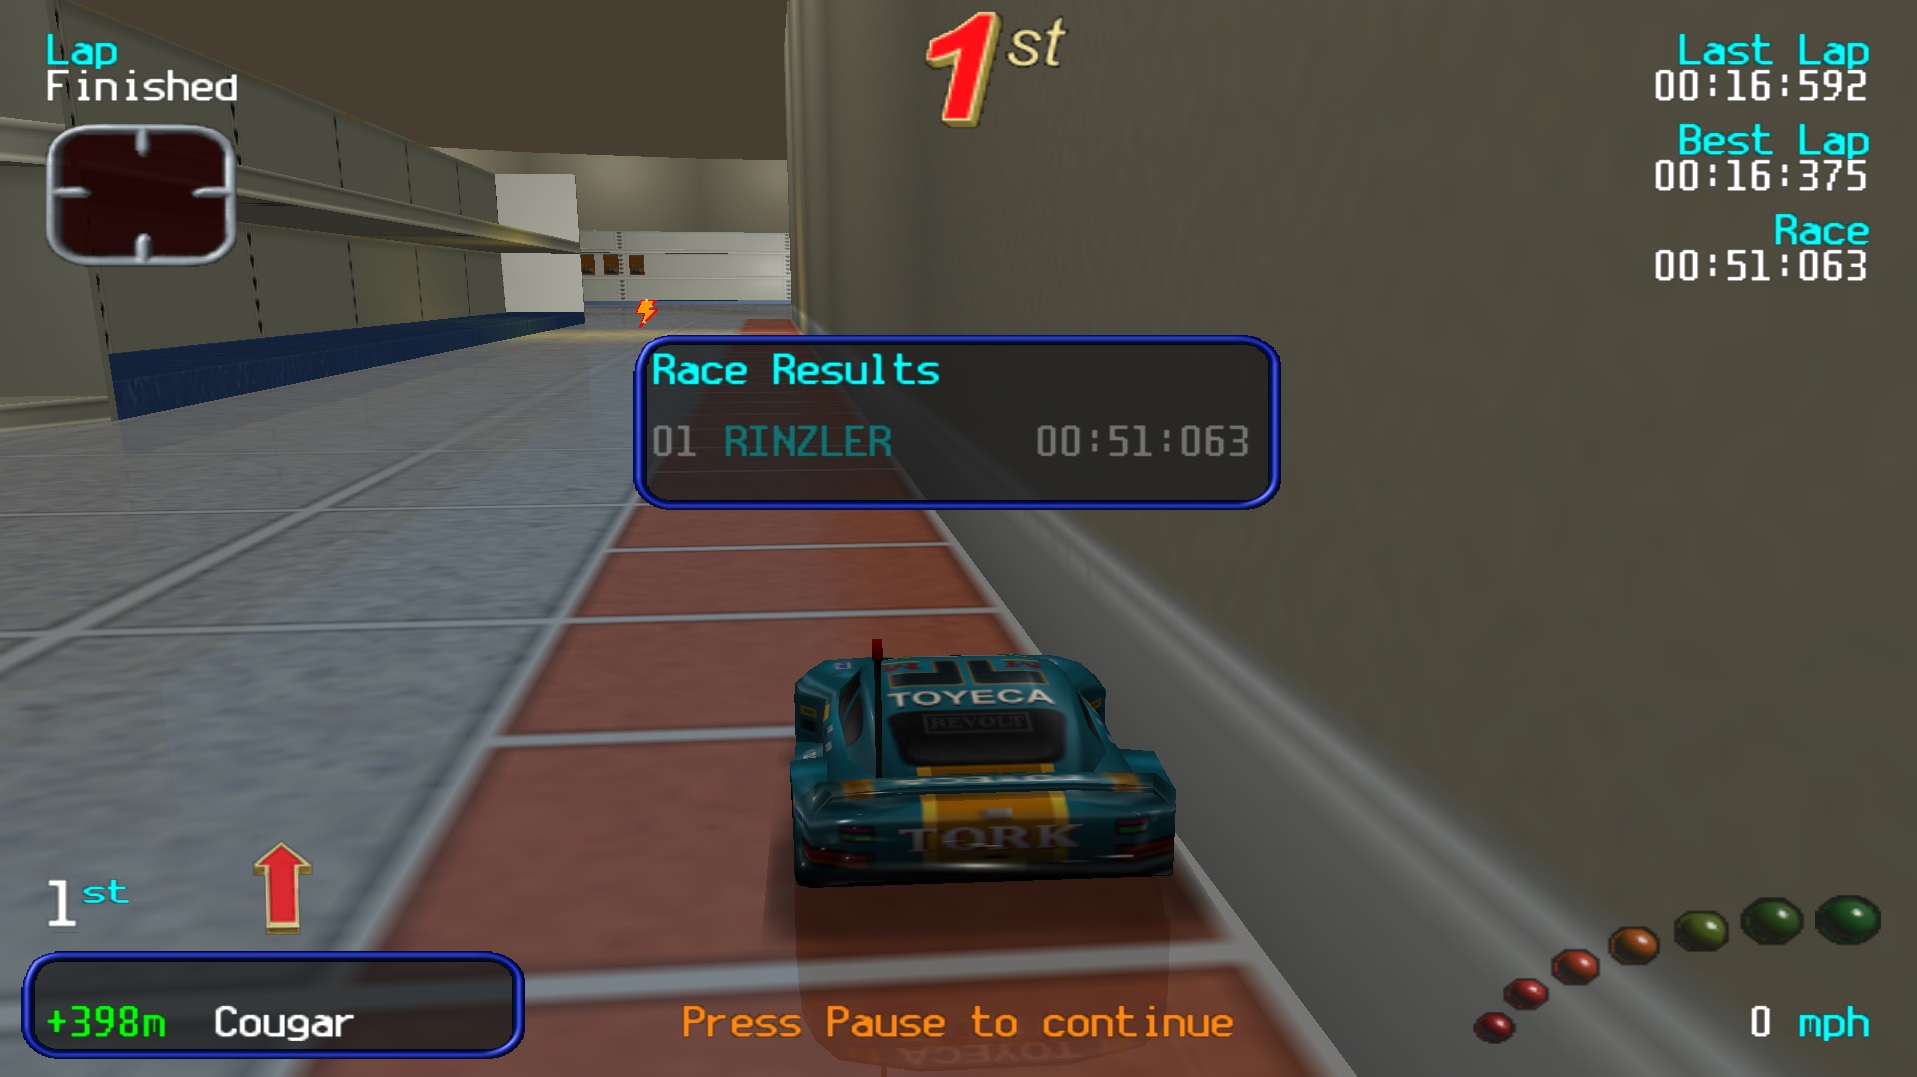 Lap
Finished
1st
Last Lap
00:16:592
Best Lap
00:16:375
Race
00:51:063
Race Results
01 RINZLER 00:51:063
TOYECA
REVOLT
TORK
1st
+398m Cougar
Press Pause to continue
0 mph
TOYECA